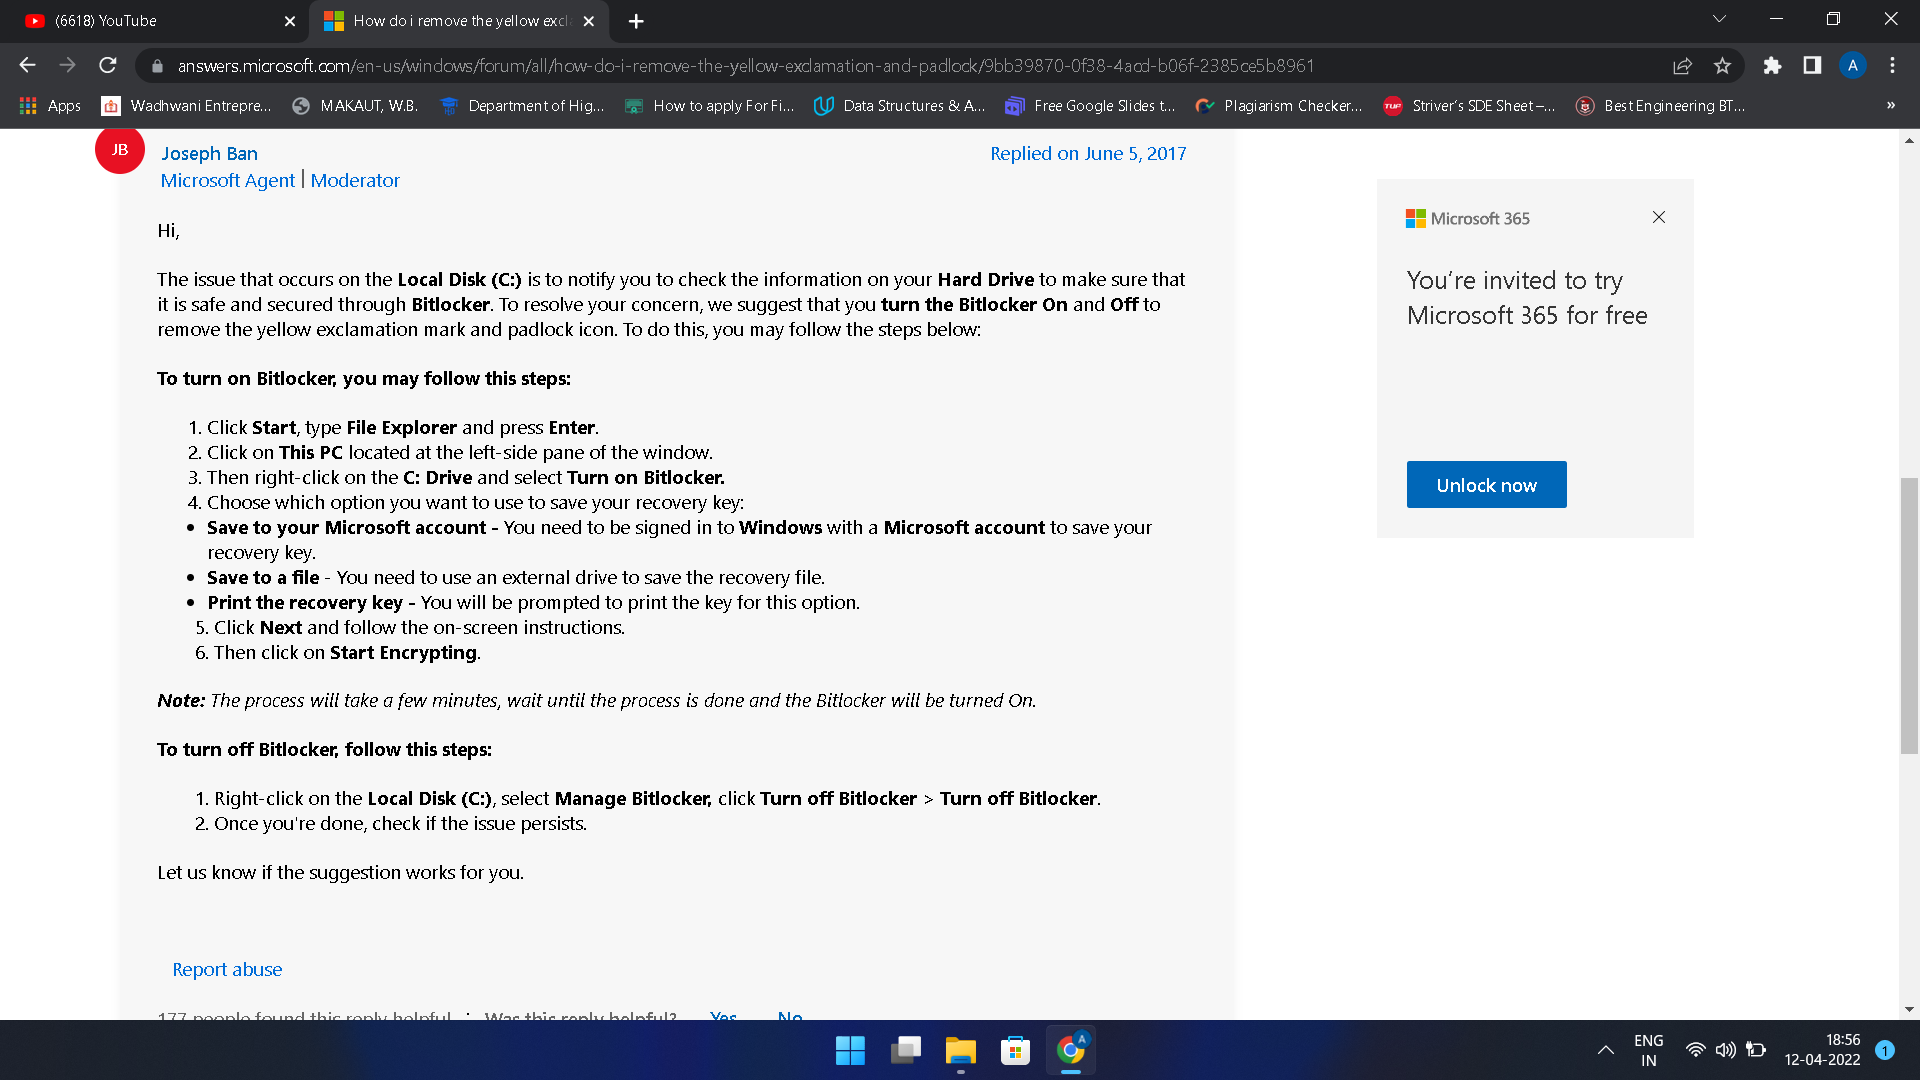 (6618) YouTube
How do i remove the yellow excl
answers.microsoft.com/en-us/windows/forum/all/how-do-i-remove-the-yellow-exclamation-and-padlock/9bb39870-0f38-4acd-b06f-2385ce5b8961
A
Apps
Wadhwani Entrepre...
MAKAUT, W.B.
Department of Hig...
How to apply For Fi...
Data Structures & A...
Free Google Slides t...
Plagiarism Checker...
TUF
Striver's SDE Sheet –...
Best Engineering BT...
»
JB
Joseph Ban
Replied on June 5, 2017
Microsoft Agent | Moderator
Hi,
The issue that occurs on the Local Disk (C:) is to notify you to check the information on your Hard Drive to make sure that
it is safe and secured through Bitlocker. To resolve your concern, we suggest that you turn the Bitlocker On and Off to
remove the yellow exclamation mark and padlock icon. To do this, you may follow the steps below:
To turn on Bitlocker, you may follow this steps:
1. Click Start, type File Explorer and press Enter.
2. Click on This PC located at the left-side pane of the window.
3. Then right-click on the C: Drive and select Turn on Bitlocker.
4. Choose which option you want to use to save your recovery key:
• Save to your Microsoft account - You need to be signed in to Windows with a Microsoft account to save your
recovery key.
• Save to a file - You need to use an external drive to save the recovery file.
• Print the recovery key - You will be prompted to print the key for this option.
5. Click Next and follow the on-screen instructions.
6. Then click on Start Encrypting.
Note: The process will take a few minutes, wait until the process is done and the Bitlocker will be turned On.
To turn off Bitlocker, follow this steps:
1. Right-click on the Local Disk (C:), select Manage Bitlocker, click Turn off Bitlocker > Turn off Bitlocker.
2. Once you're done, check if the issue persists.
Let us know if the suggestion works for you.
Report abuse
177 people found this reply helpful
Was this reply helpful?
Yes
No
Microsoft 365
You're invited to try
Microsoft 365 for free
Unlock now
A
ENG
IN
18:56
12-04-2022
1